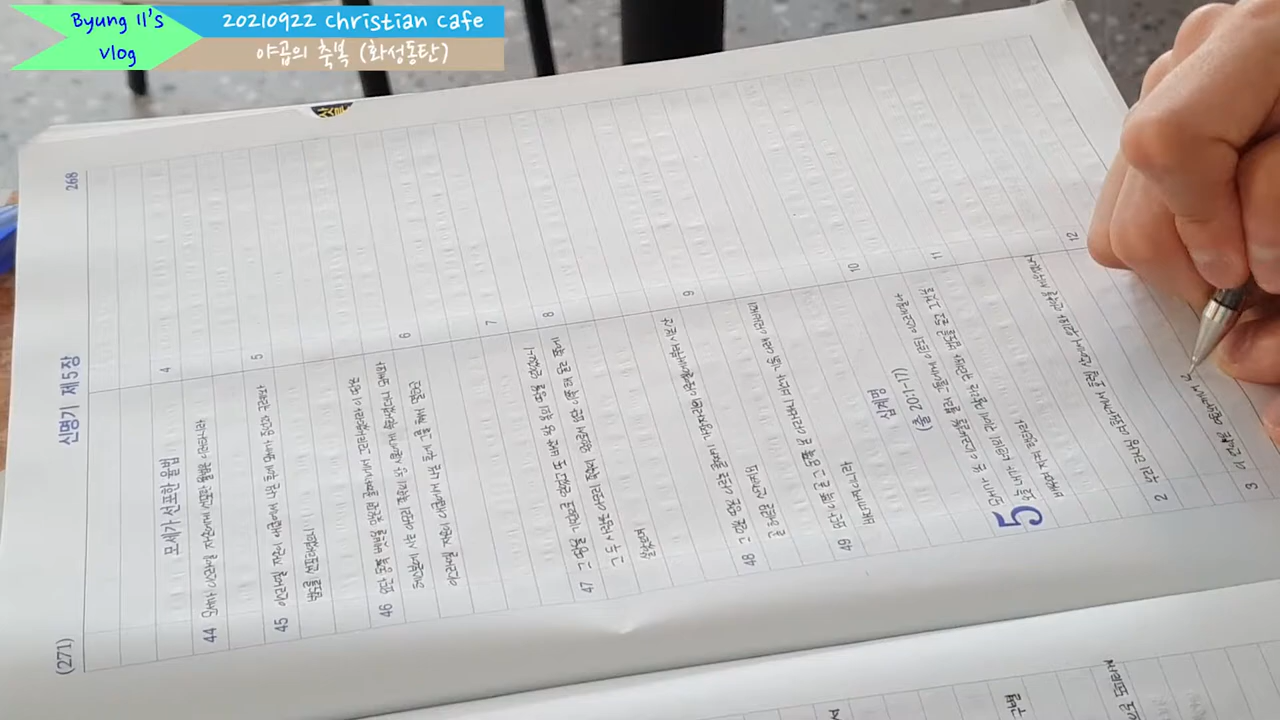 Byung Il's
vlog
20210922 Christian Cafe
야곱의 축복 (화성동탄)
(271)
신명기 제5장
268
모세가 선포한 율법
44 모세가 이스라엘 자손에게 선포한 율법은 이러하니라
45 이스라엘 자손이 애굽에서 나온 후에 모세가 증언과 규례와
법도를 선포하였으니
46 요단 동쪽 벳브올 맞은편 골짜기에서 그리하였더라 이 땅은
헤스본에 사는 아모리 족속의 왕 시혼에게 속하였더니 모세와
이스라엘 자손이 애굽에서 나온 후에 그를 쳐서 멸하고
47 그 땅을 기업으로 얻었고 또 바산 왕 옥의 땅을 얻었으니
그 두 사람은 아모리 족속의 왕으로서 요단 이쪽 해 돋는 쪽에
살았으며
48 그 얻은 땅은 아르논 골짜기 가장자리의 아로엘에서부터 시온 산
곧 헤르몬 산까지요
49 요단 이쪽 곧 그 동쪽 온 아라바니 비스가 기슭 아래 아라바의
바다까지이니라
십계명
(출 20:1-17)
5 모세가 온 이스라엘을 불러 그들에게 이르되 이스라엘아
오늘 내가 너희의 귀에 말하는 규례와 법도를 듣고 그것을
배우며 지켜 행하라
2 우리 하나님 여호와께서 호렙 산에서 우리와 언약을 세우셨나니
3 이 언약은 여호와께서
4
5
6
7
8
9
10
11
12
구별
으로